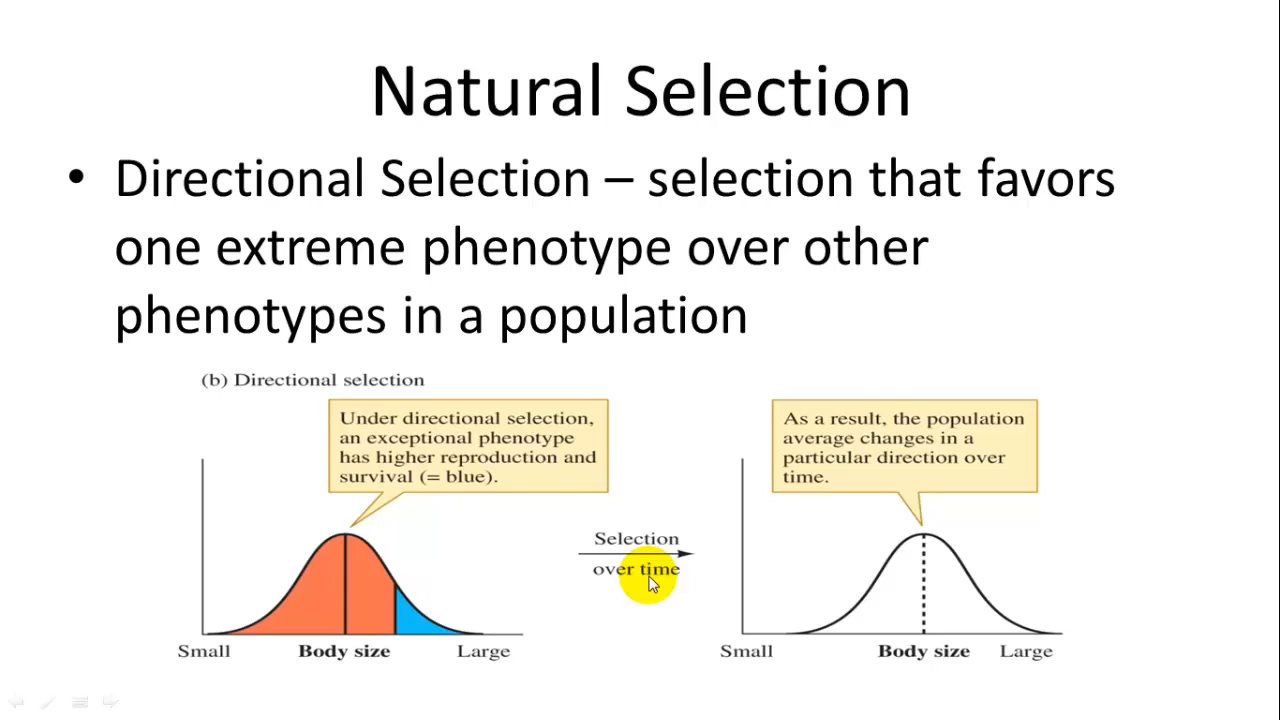 Natural Selection
• Directional Selection – selection that favors
one extreme phenotype over other
phenotypes in a population
(b) Directional selection
Under directional selection,
an exceptional phenotype
has higher reproduction and
survival (= blue).
As a result, the population
average changes in a
particular direction over
time.
Selection
over time
Small Body size Large
Small Body size Large